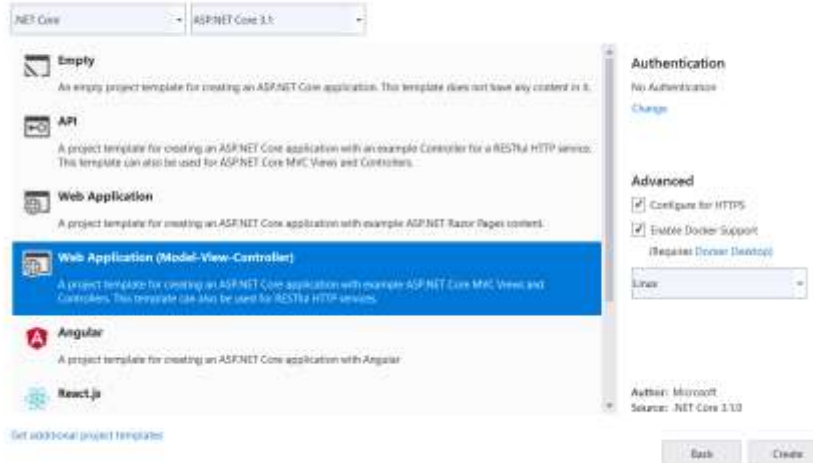 .NET Core
ASP.NET Core 3.1
Empty
An empty project template for creating an ASP.NET Core application. This template does not have any content in it.
API
A project template for creating an ASP.NET Core application with an example Controller for a RESTful HTTP service.
This template can also be used for ASP.NET Core MVC Views and Controllers.
Web Application
A project template for creating an ASP.NET Core application with example ASP.NET Razor Pages content.
Web Application (Model-View-Controller)
A project template for creating an ASP.NET Core application with example ASP.NET Core MVC Views and
Controllers. This template can also be used for RESTful HTTP services.
Angular
A project template for creating an ASP.NET Core application with Angular
React.js
Get additional project templates
Authentication
No Authentication
Change
Advanced
Configure for HTTPS
Enable Docker Support
(Requires Docker Desktop)
Linux
Author: Microsoft
Source: .NET Core 3.1.0
Back
Create